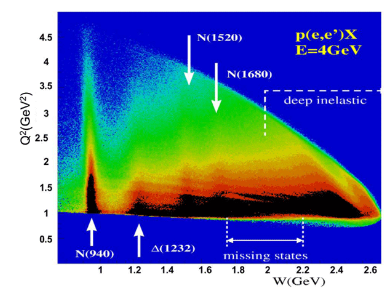 p(e,e')X
E=4GeV
N(1520)
N(1680)
deep inelastic
Q²(GeV²)
4.5
4
3.5
3
2.5
2
1.5
1
0.5
N(940)
Δ(1232)
missing states
1
1.2
1.4
1.6
1.8
2
2.2
2.4
2.6
W(GeV)